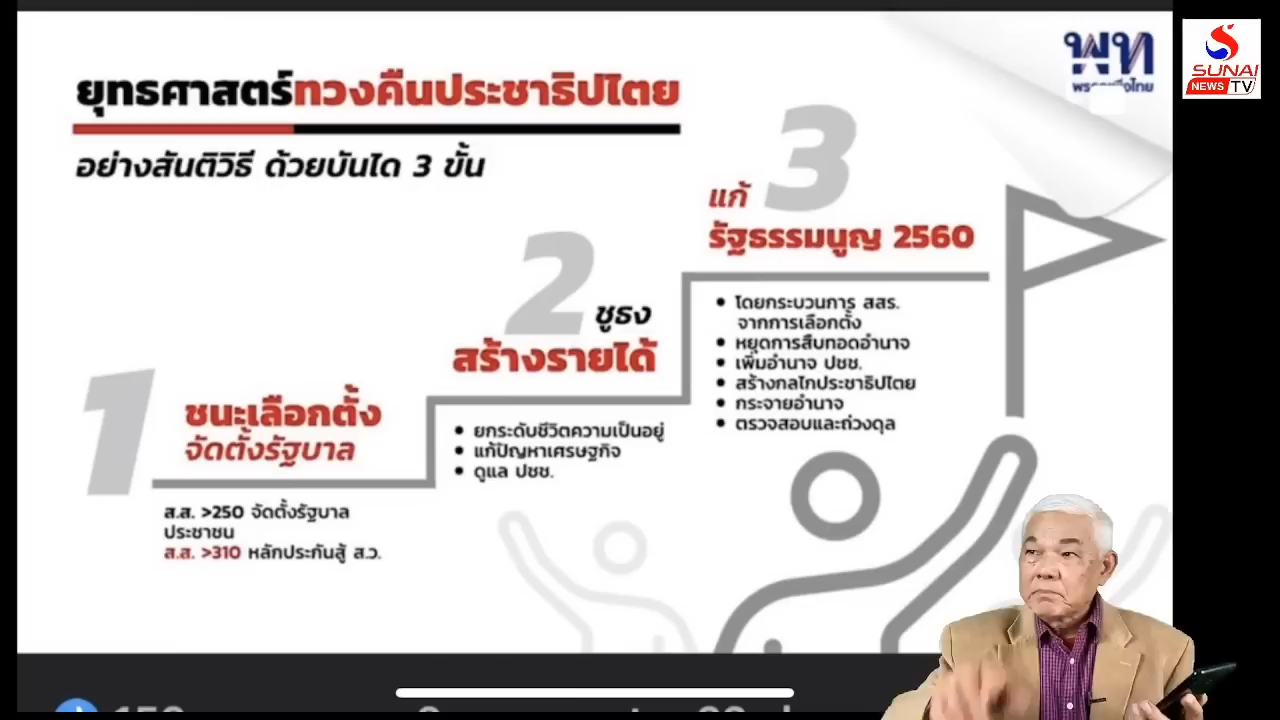 ยุทธศาสตร์ทวงคืนประชาธิปไตย
อย่างสันติวิธี ด้วยบันได 3 ขั้น
พท
พรรคเพื่อไทย
SUNAI
NEWS TV
1
ชนะเลือกตั้ง
จัดตั้งรัฐบาล
ส.ส. >250 จัดตั้งรัฐบาล
ประชาชน
ส.ส. >310 หลักประกันสู้ ส.ว.
2 ชูธง
สร้างรายได้
• ยกระดับชีวิตความเป็นอยู่
• แก้ปัญหาเศรษฐกิจ
• ดูแล ปชช.
แก้ 3
รัฐธรรมนูญ 2560
• โดยกระบวนการ สสร.
จากการเลือกตั้ง
• หยุดการสืบทอดอำนาจ
• เพิ่มอำนาจ ปชช.
• สร้างกลไกประชาธิปไตย
• กระจายอำนาจ
• ตรวจสอบและถ่วงดุล